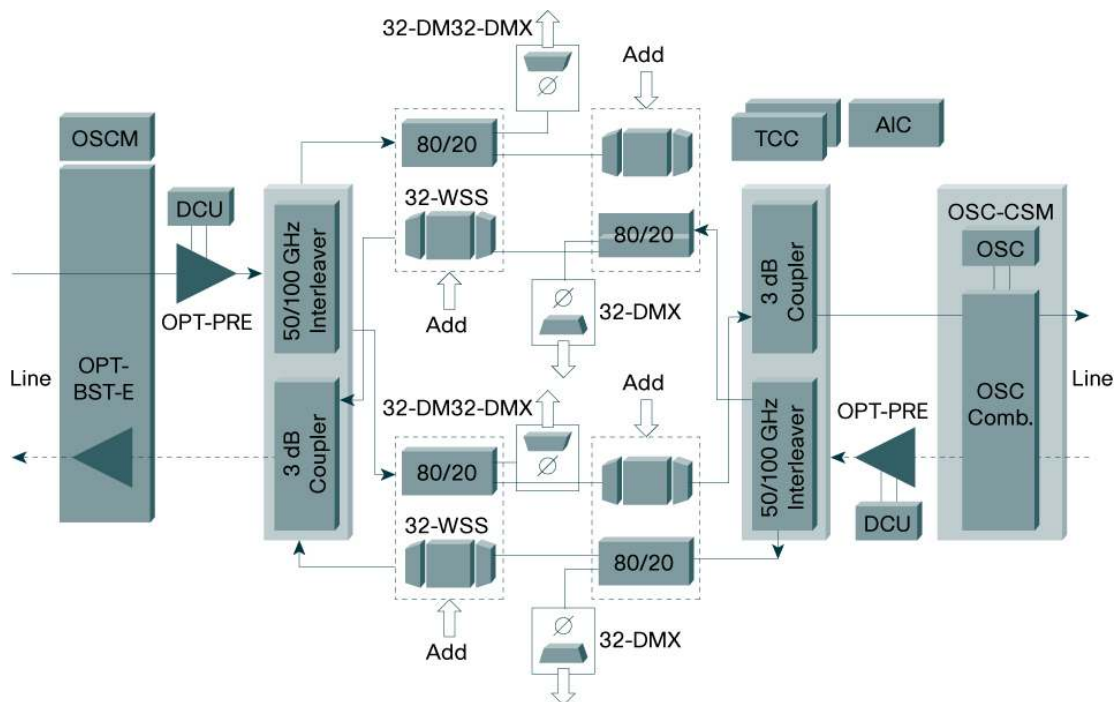 32-DM32-DMX
Add
OSCM
80/20
TCC
AIC
DCU
32-WSS
OSC-CSM
OSC
50/100 GHz
Interleaver
80/20
3 dB
Coupler
OPT-PRE
Add
32-DMX
Line
OPT-
BST-E
32-DM32-DMX
Add
OPT-PRE
OSC
Comb.
Line
3 dB
Coupler
80/20
50/100 GHz
Interleaver
32-WSS
DCU
80/20
Add
32-DMX